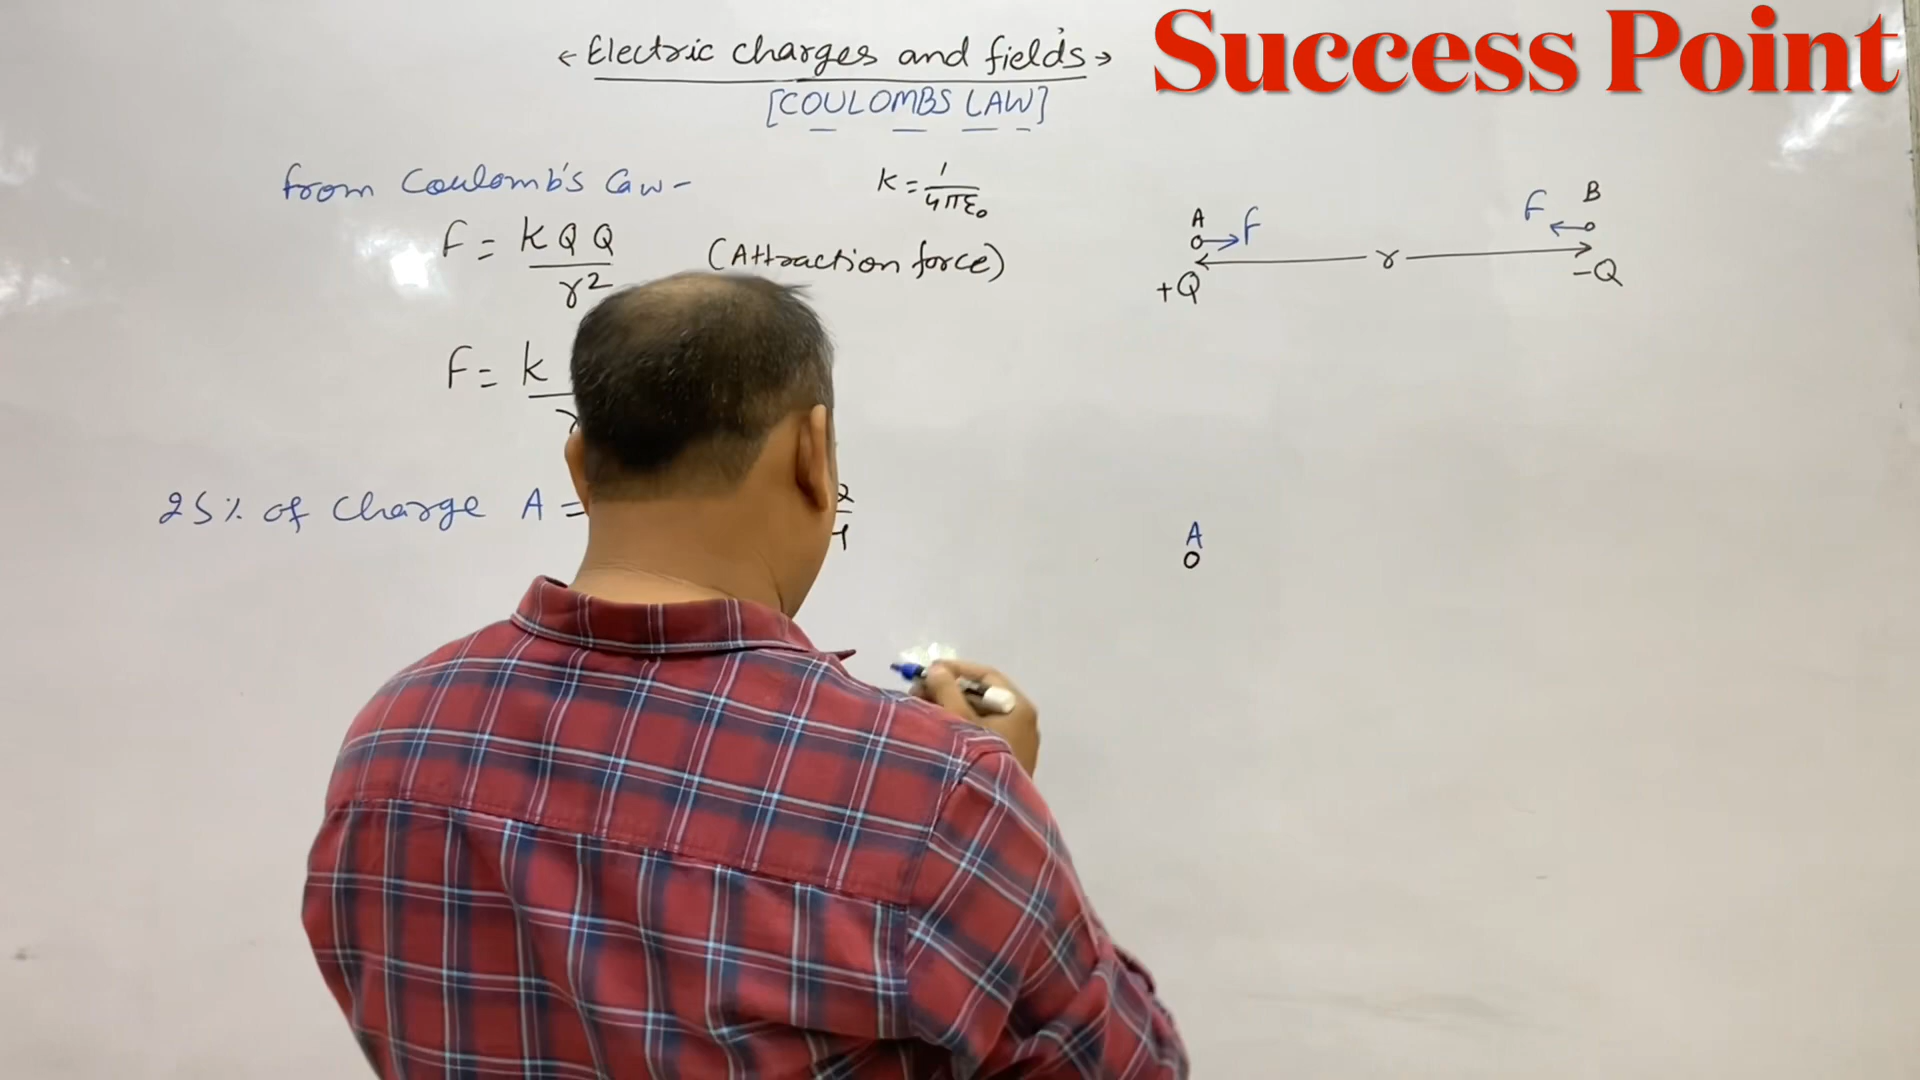 Success Point
← Electric charges and fields →
[COULOMBS LAW]
from Coulomb's Law -
K = 1/4πε₀
F = K Q Q / r²
(Attraction force)
A F F B
r
+Q -Q
F = K
25% of charge A =
A